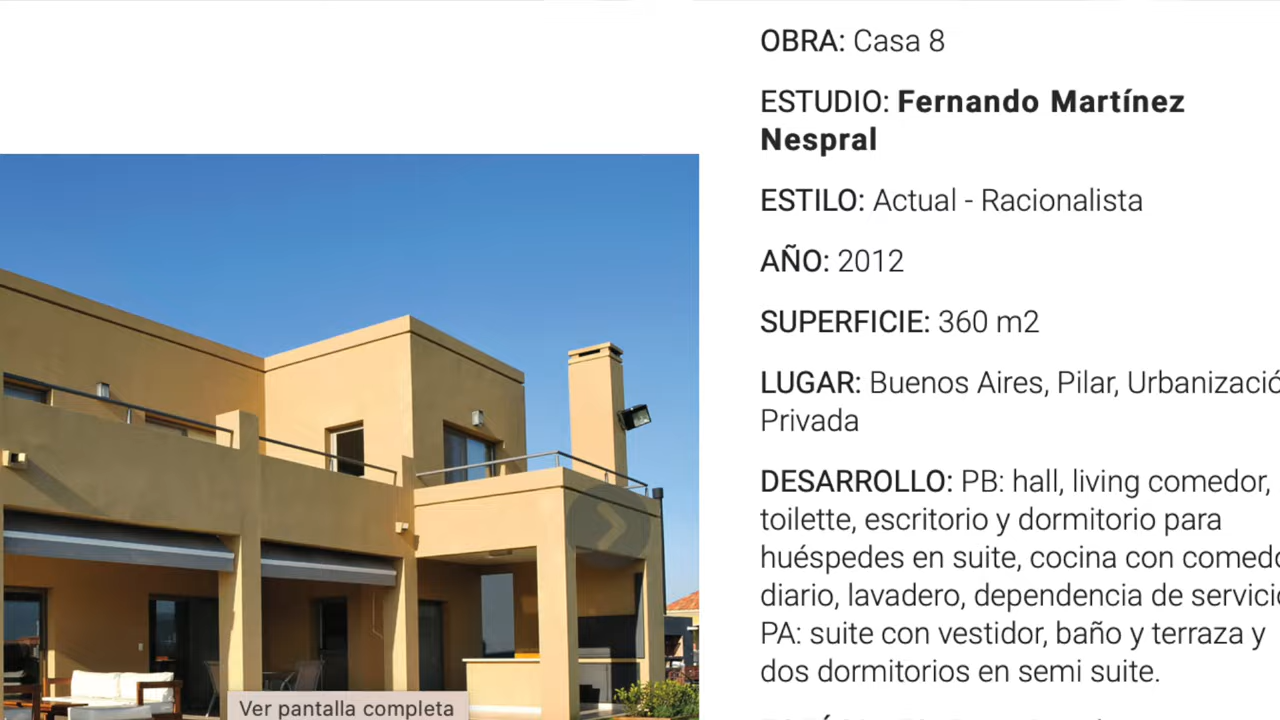 OBRA: Casa 8
ESTUDIO: Fernando Martínez
Nespral
ESTILO: Actual - Racionalista
AÑO: 2012
SUPERFICIE: 360 m2
LUGAR: Buenos Aires, Pilar, Urbanizació
Privada
DESARROLLO: PB: hall, living comedor,
toilette, escritorio y dormitorio para
huéspedes en suite, cocina con comed
diario, lavadero, dependencia de servici
PA: suite con vestidor, baño y terraza y
dos dormitorios en semi suite.
Ver pantalla completa